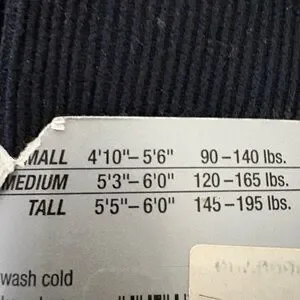 MALL 4'10"–5'6" 90–140 lbs.
MEDIUM 5'3"–6'0" 120–165 lbs.
TALL 5'5"–6'0" 145–195 lbs.
wash cold